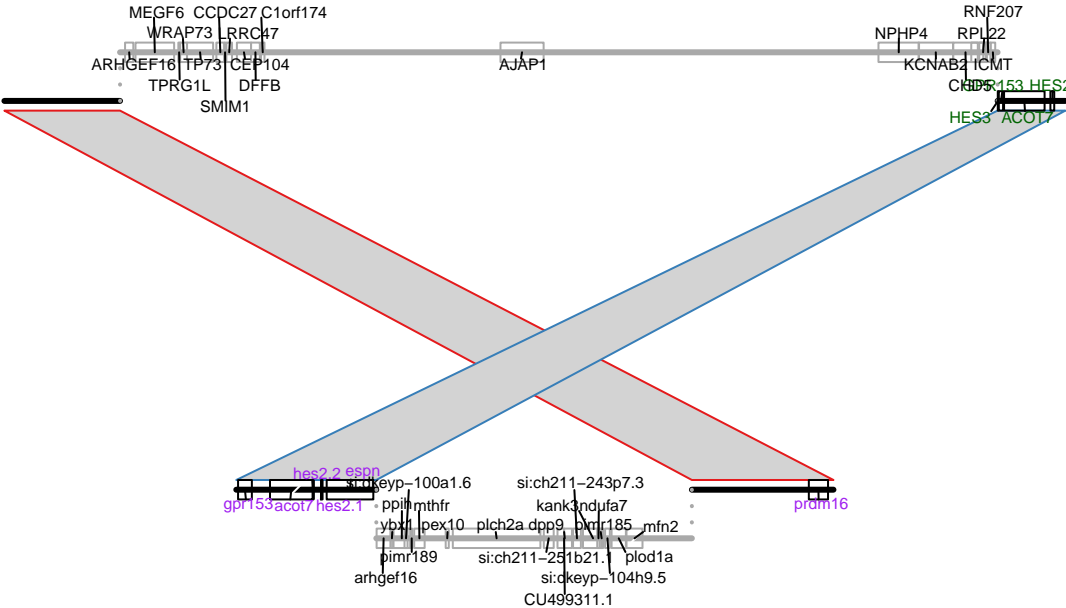 MEGF6 CCDC27 C1orf174 RNF207
WRAP73 LRRC47 NPHP4 RPL22
ARHGEF16 TP73 CEP104 AJAP1 KCNAB2 ICMT
TPRG1L DFFB CHD5 GPR153 HES2
SMIM1
HES3 ACOT7
hes2.2 espn
si:dkeyp−100a1.6 si:ch211−243p7.3
gpr153 acot7 hes2.1 ppih mthfr kank3 ndufa7 prdm16
ybx1 pex10 plch2a dpp9 pimr185 mfn2
pimr189 si:ch211−251b21.1 plod1a
arhgef16 si:dkeyp−104h9.5
CU499311.1